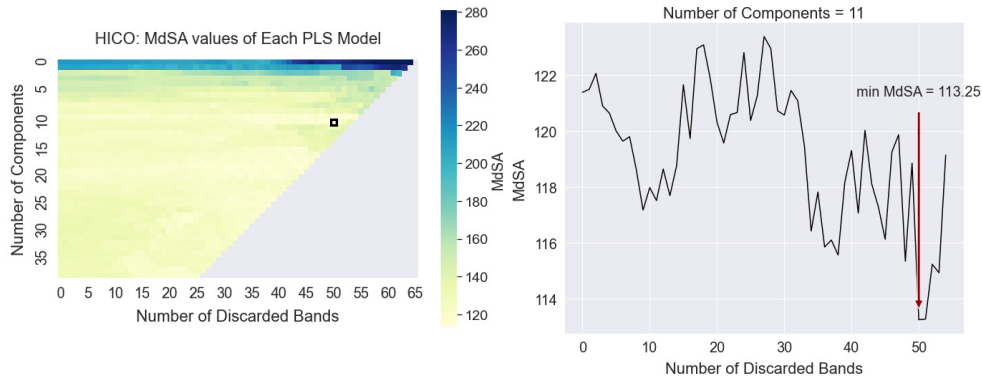 HICO: MdSA values of Each PLS Model
Number of Components
0
5
10
15
20
25
30
35
0 5 10 15 20 25 30 35 40 45 50 55 60 65
Number of Discarded Bands
280
260
240
220
200
180
160
140
120
MdSA
Number of Components = 11
min MdSA = 113.25
MdSA
122
120
118
116
114
0 10 20 30 40 50
Number of Discarded Bands